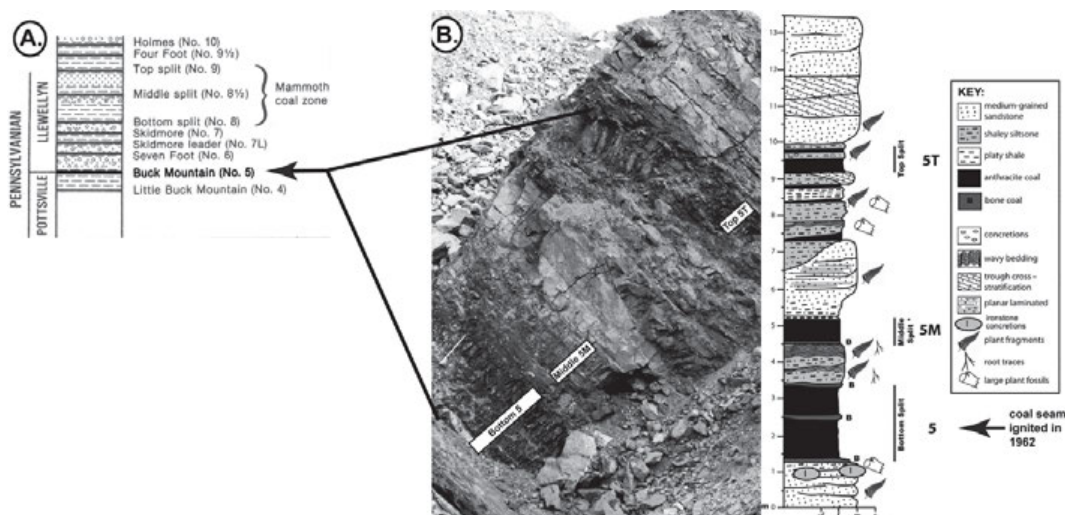 A.
Holmes (No. 10)
Four Foot (No. 9½)
Top split (No. 9)
Middle split (No. 8½)
Mammoth
coal zone
Bottom split (No. 8)
Skidmore (No. 7)
Skidmore leader (No. 7L)
Seven Foot (No. 6)
Buck Mountain (No. 5)
Little Buck Mountain (No. 4)
PENNSYLVANIAN
LLEWELLYN
POTTSVILLE
B.
Top 5T
Middle 5M
Bottom 5
13
12
11
10
9
8
7
6
5
4
3
2
1
m 0
Top Split
5T
Middle Split
5M
Bottom Split
5
B
B
B
B
I
I
KEY:
medium-grained
sandstone
shaley siltsone
platy shale
anthracite coal
B
bone coal
concretions
wavy bedding
trough cross-
stratification
planar laminated
I
ironstone
concretions
plant fragments
root traces
large plant fossils
coal seam
ignited in
1962